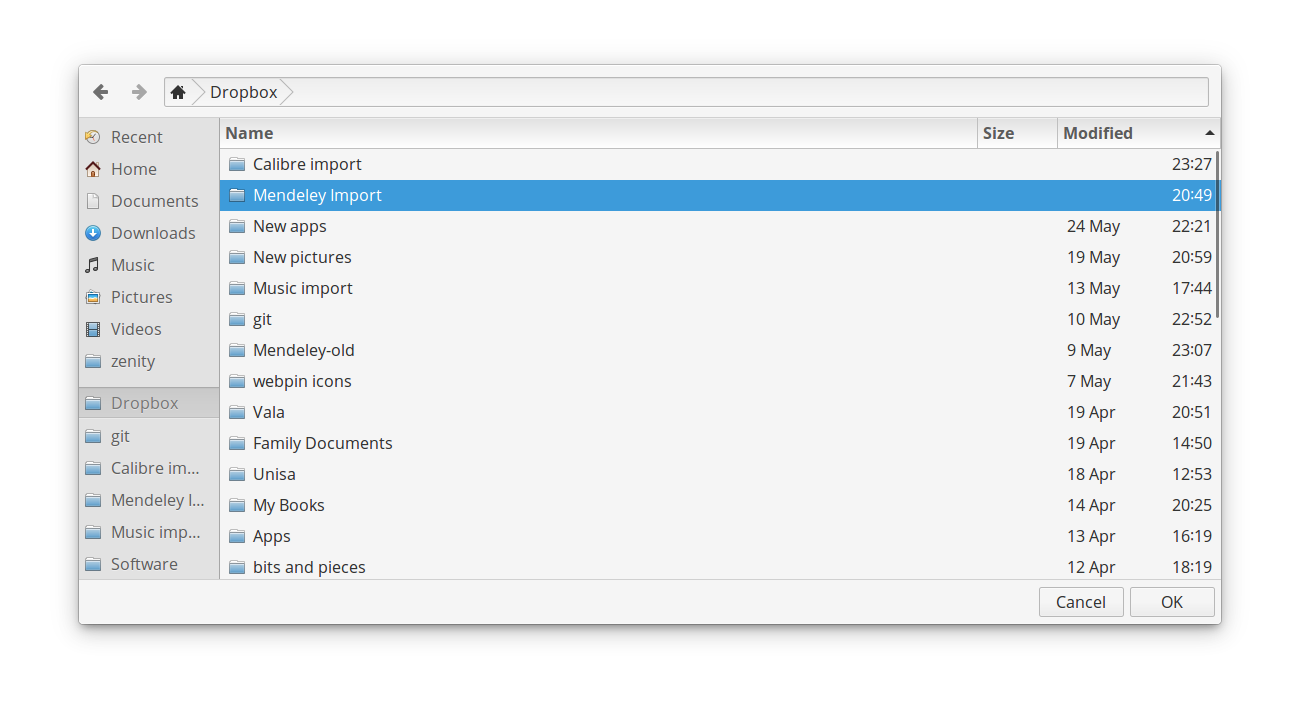 Dropbox
Recent
Home
Documents
Downloads
Music
Pictures
Videos
zenity
Dropbox
git
Calibre im...
Mendeley I...
Music imp...
Software
Name Size Modified
Calibre import 23:27
Mendeley Import 20:49
New apps 24 May 22:21
New pictures 19 May 20:59
Music import 13 May 17:44
git 10 May 22:52
Mendeley-old 9 May 23:07
webpin icons 7 May 21:43
Vala 19 Apr 20:51
Family Documents 19 Apr 14:50
Unisa 18 Apr 12:53
My Books 14 Apr 20:25
Apps 13 Apr 16:19
bits and pieces 12 Apr 18:19
Cancel OK